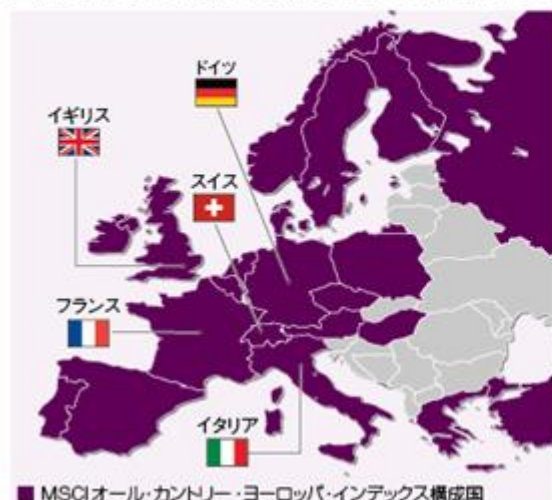 ドイツ
イギリス
スイス
フランス
イタリア
■ MSCIオール・カントリー・ヨーロッパ・インデックス構成国